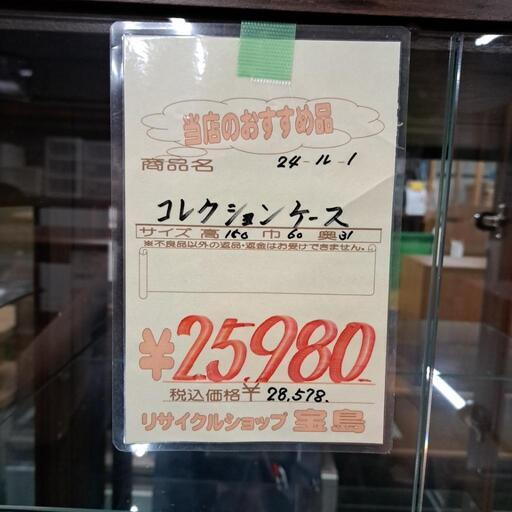 当店のおすすめ品
商品名 24-11-1
コレクションケース
サイズ 高150 巾60 奥31
※不良品以外の返品・返金はお受けできません。
¥25,980-
税込価格¥28,578.
リサイクルショップ 宝島